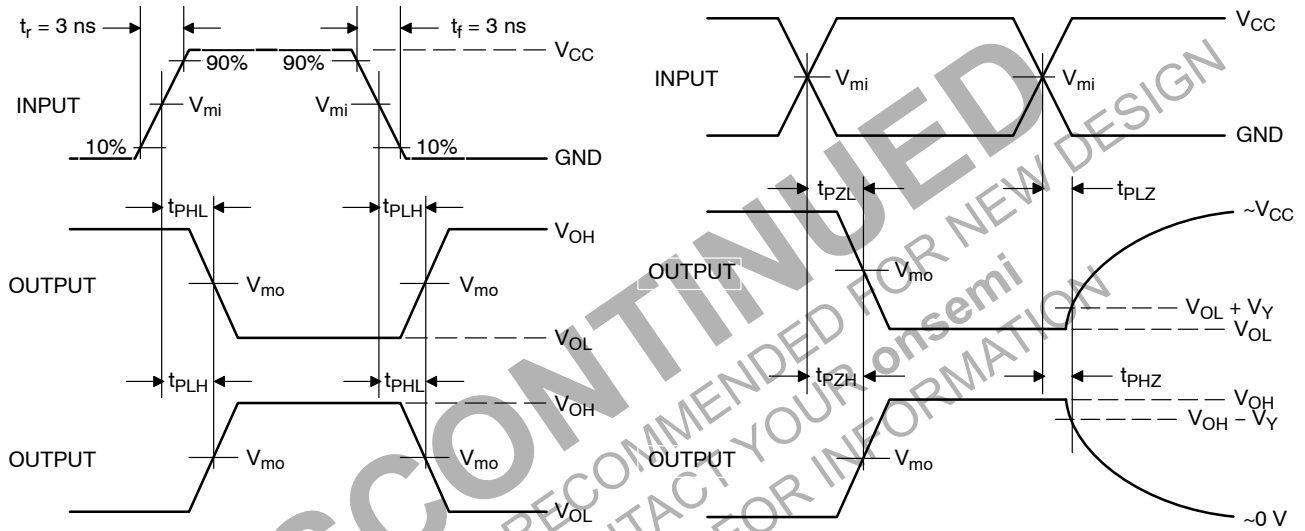 t_r = 3 ns
t_f = 3 ns
V_CC
90%
90%
INPUT
V_mi
V_mi
10%
10%
GND
t_PHL
t_PLH
V_OH
OUTPUT
V_mo
V_mo
V_OL
t_PLH
t_PHL
V_OH
OUTPUT
V_mo
V_mo
V_OL
V_CC
INPUT
V_mi
V_mi
GND
t_PZL
t_PLZ
~V_CC
OUTPUT
V_mo
V_OL + V_Y
V_OL
t_PZH
t_PHZ
V_OH
V_OH − V_Y
OUTPUT
V_mo
~0 V
SCONTINUED
RECOMMENDED FOR NEW DESIGN
NTACT YOUR onsemi
FOR INFORMATION